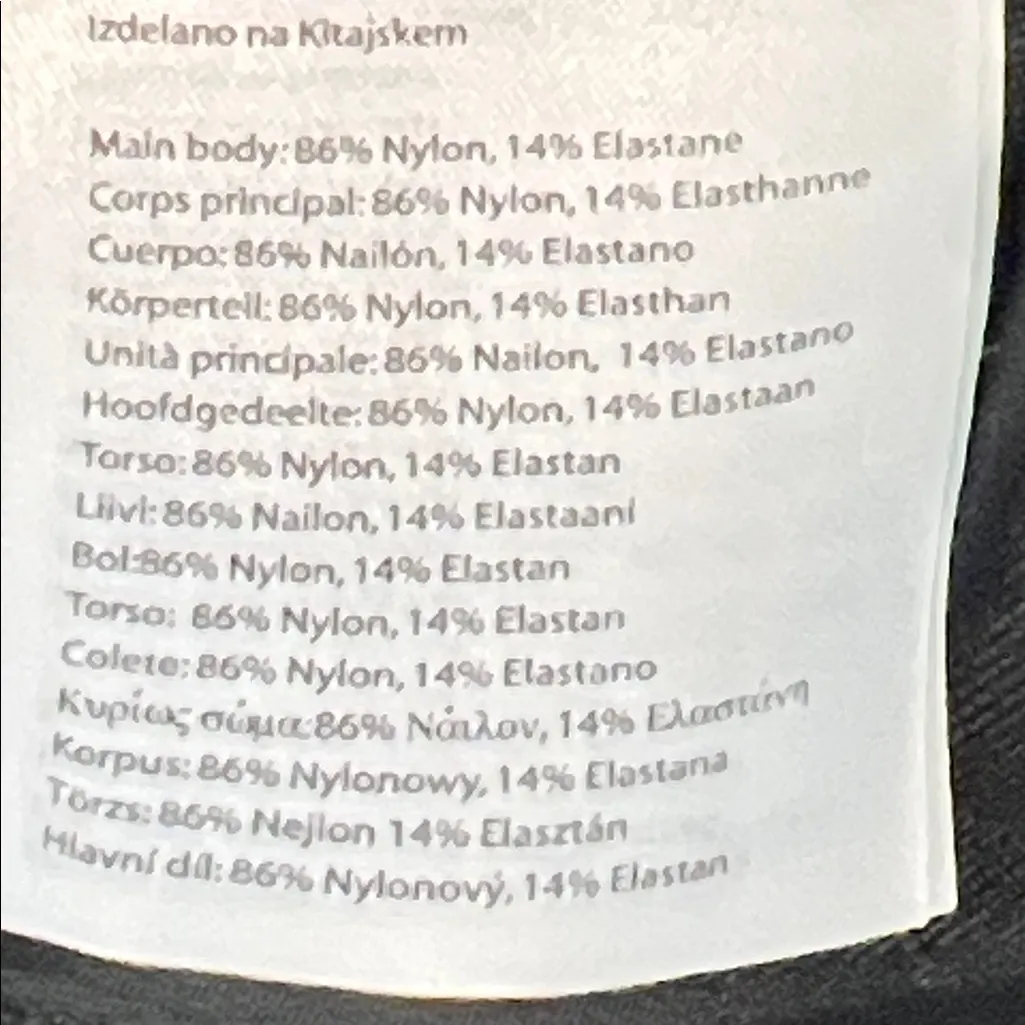 Izdelano na Kitajskem
Main body: 86% Nylon, 14% Elastane
Corps principal: 86% Nylon, 14% Elasthanne
Cuerpo: 86% Nailón, 14% Elastano
Körperteil: 86% Nylon, 14% Elasthan
Unità principale: 86% Nailon, 14% Elastano
Hoofdgedeelte: 86% Nylon, 14% Elastaan
Torso: 86% Nylon, 14% Elastan
Liivi: 86% Nailon, 14% Elastaani
Bol: 86% Nylon, 14% Elastan
Torso: 86% Nylon, 14% Elastan
Colete: 86% Nylon, 14% Elastano
Κυρίως σώμα: 86% Νάιλον, 14% Ελαστάνη
Korpus: 86% Nylonowy, 14% Elastana
Törzs: 86% Nejlon 14% Elasztán
Hlavní díl: 86% Nylonový, 14% Elastan